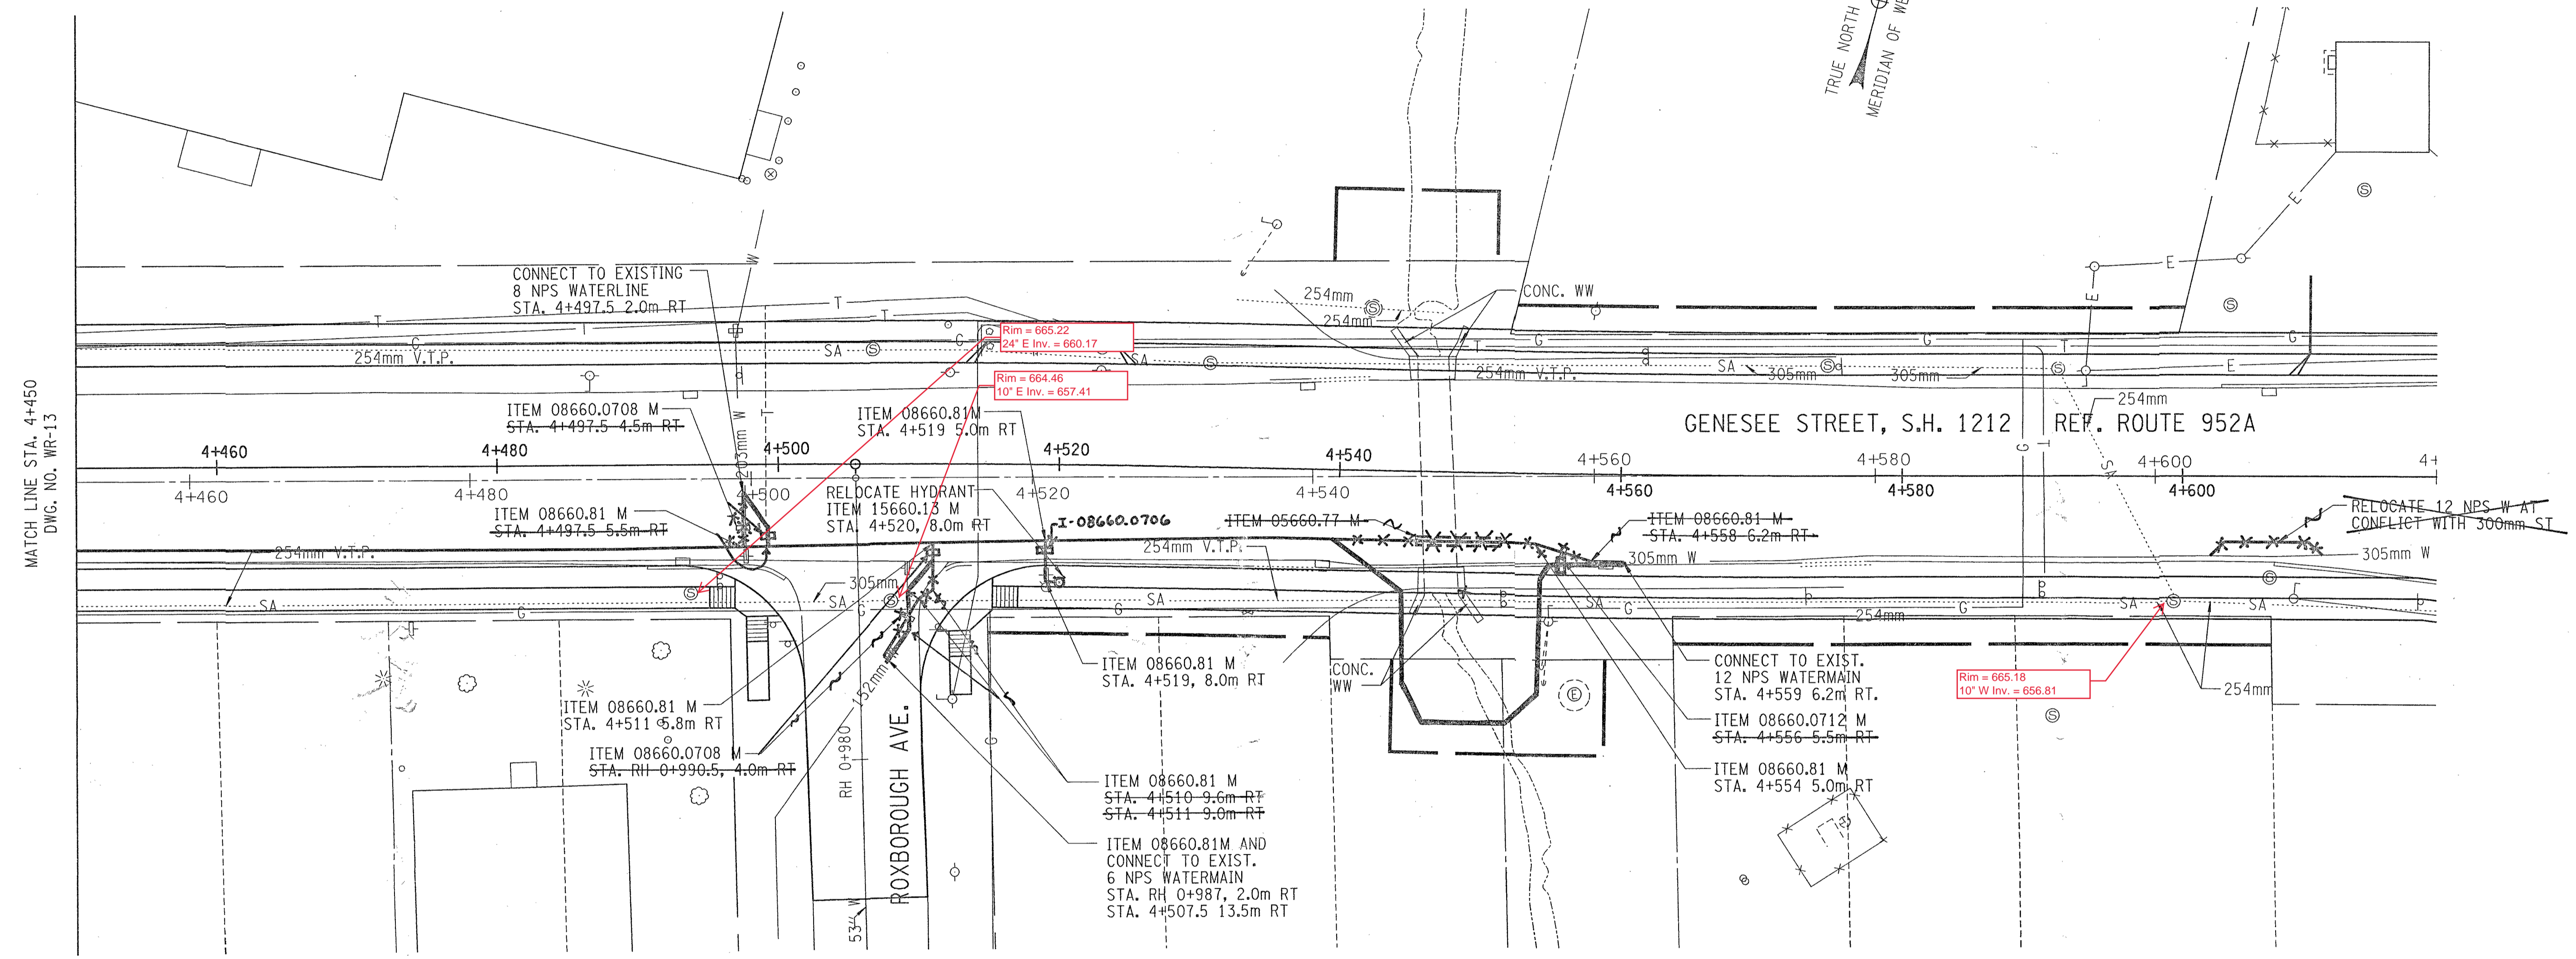 TRUE NORTH
MERIDIAN OF WE
MATCH LINE STA. 4+450
DWG. NO. WR-13
CONNECT TO EXISTING
8 NPS WATERLINE
STA. 4+497.5 2.0m RT
W
T
T
T
T
G
G
254mm V.T.P.
SA
S
Rim = 665.22
24" E Inv. = 660.17
Rim = 664.46
10" E Inv. = 657.41
SA
S
254mm
254mm
S
CONC. WW
T
G
254mm V.T.P.
SA
305mm
S
305mm
S
G
T
E
E
E
E
G
S
S
254mm
ITEM 08660.0708 M
STA. 4+497.5 4.5m RT
203mm W
T
ITEM 08660.81M
STA. 4+519 5.0m RT
GENESEE STREET, S.H. 1212
REF. ROUTE 952A
G
T
SA
4+460
4+480
4+500
4+520
4+540
4+560
4+580
4+600
4+
4+460
4+480
4+500
4+520
4+540
4+560
4+580
4+600
ITEM 08660.81 M
STA. 4+497.5 5.5m RT
RELOCATE HYDRANT
ITEM 15660.13 M
STA. 4+520, 8.0m RT
I-08660.0706
ITEM 05660.77 M
ITEM 08660.81 M
STA. 4+558 6.2m RT
RELOCATE 12 NPS W AT
CONFLICT WITH 300mm ST
254mm V.T.P.
254mm V.T.P.
305mm W
305mm W
305mm
SA
G
S
SA
G
S
SA
G
SA
G
254mm
G
SA
S
SA
S
152mm
ITEM 08660.81 M
STA. 4+511 5.8m RT
ITEM 08660.0708 M
STA. RH 0+990.5, 4.0m RT
RH 0+980
ROXBOROUGH AVE.
G
W
ITEM 08660.81 M
STA. 4+519, 8.0m RT
CONC.
WW
E
CONNECT TO EXIST.
12 NPS WATERMAIN
STA. 4+559 6.2m RT.
ITEM 08660.0712 M
STA. 4+556 5.5m RT
ITEM 08660.81 M
STA. 4+554 5.0m RT
Rim = 665.18
10" W Inv. = 656.81
254mm
S
ITEM 08660.81 M
STA. 4+510 9.6m RT
STA. 4+511 9.0m RT
ITEM 08660.81M AND
CONNECT TO EXIST.
6 NPS WATERMAIN
STA. RH 0+987, 2.0m RT
STA. 4+507.5 13.5m RT